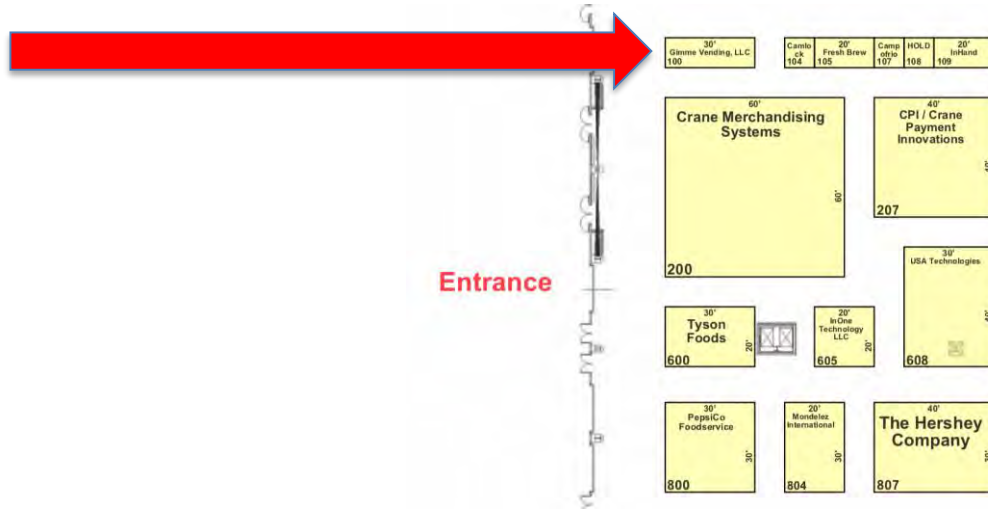 30'
Gimme Vending, LLC
100
Camlo
ck
104
20'
Fresh Brew
105
Camp
ofrio
107
HOLD
108
20'
InHand
109
60'
Crane Merchandising
Systems
60'
200
40'
CPI / Crane
Payment
Innovations
40'
207
Entrance
30'
USA Technologies
40'
608
30'
Tyson
Foods
20'
600
20'
InOne
Technology
LLC
20'
605
30'
PepsiCo
Foodservice
30'
800
20'
Mondelez
International
30'
804
40'
The Hershey
Company
30'
807